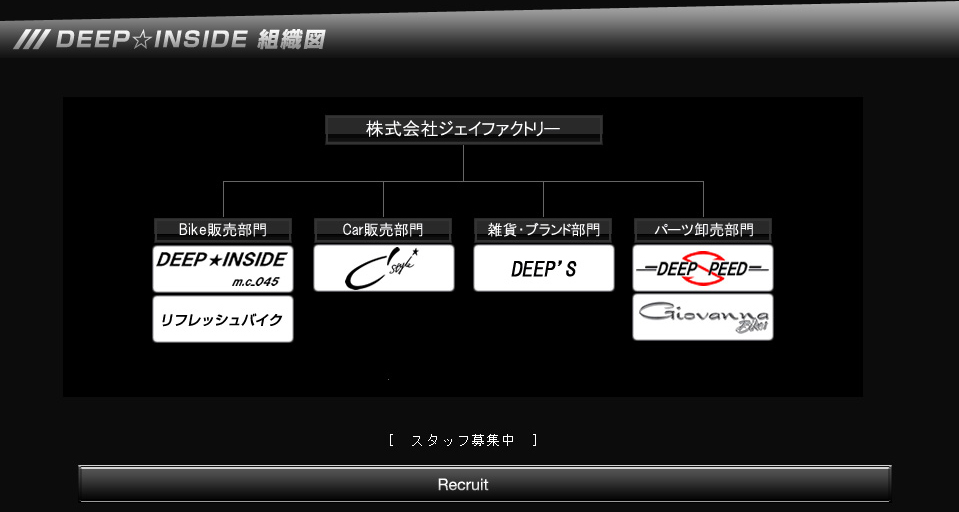 /// DEEP☆INSIDE 組織図
株式会社ジェイファクトリー
Bike販売部門
Car販売部門
雑貨・ブランド部門
パーツ卸売部門
DEEP★INSIDE
m.c.045
C'style
DEEP'S
DEEP SPEED
リフレッシュバイク
Giovanna
Bikes
[ スタッフ募集中 ]
Recruit